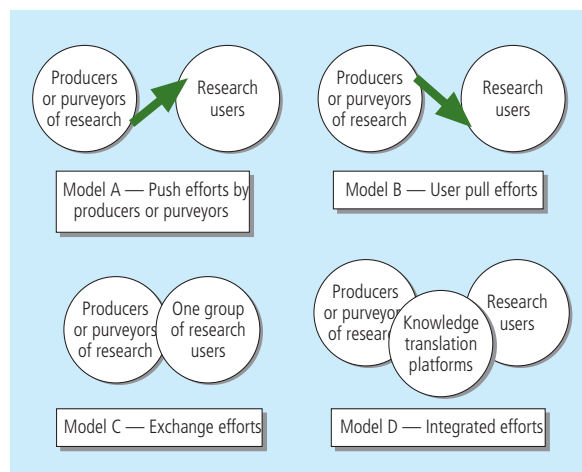 Producers
or purveyors
of research
Research
users
Model A — Push efforts by
producers or purveyors
Producers
or purveyors
of research
Research
users
Model B — User pull efforts
Producers
or purveyors
of research
One group
of research
users
Model C — Exchange efforts
Producers
or purveyor
of researc
Knowledge
translation
platforms
Research
users
Model D — Integrated efforts